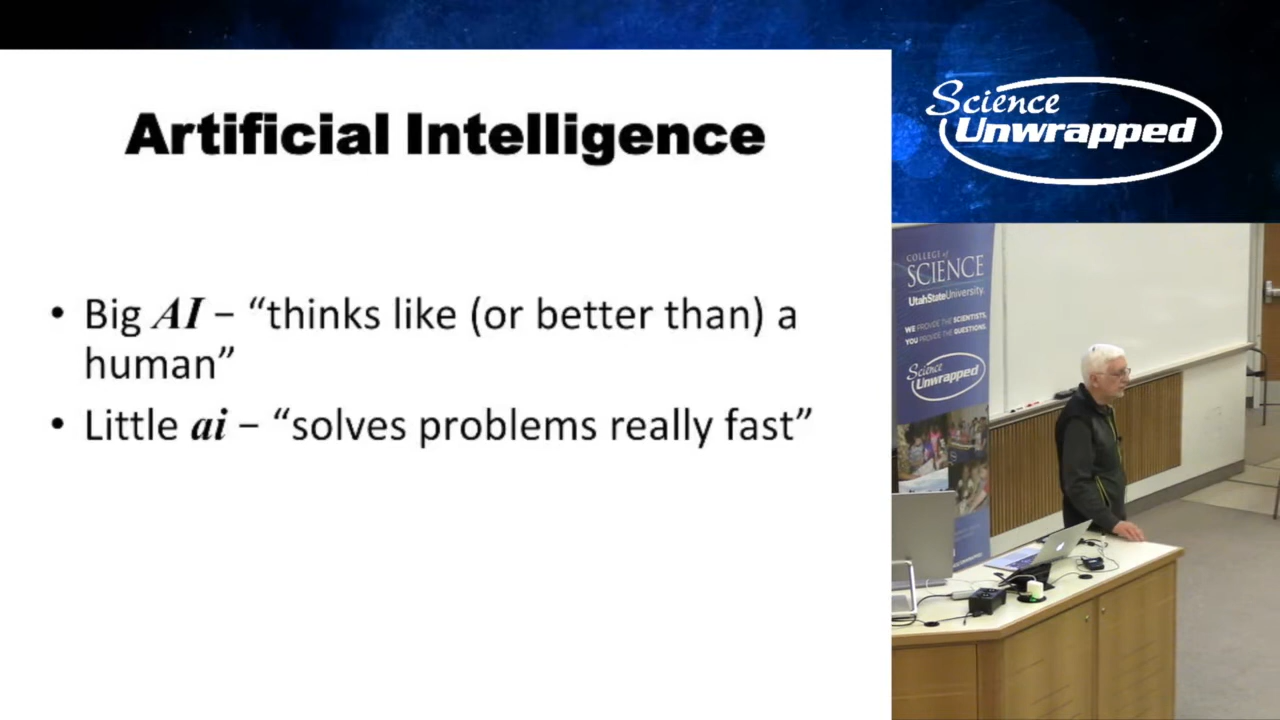 Artificial Intelligence
• Big AI – “thinks like (or better than) a
human”
• Little ai – “solves problems really fast”
Science
Unwrapped
COLLEGE of
SCIENCE
UtahStateUniversity
WE PROVIDE THE SCIENTISTS,
YOU PROVIDE THE QUESTIONS.
Science
Unwrapped